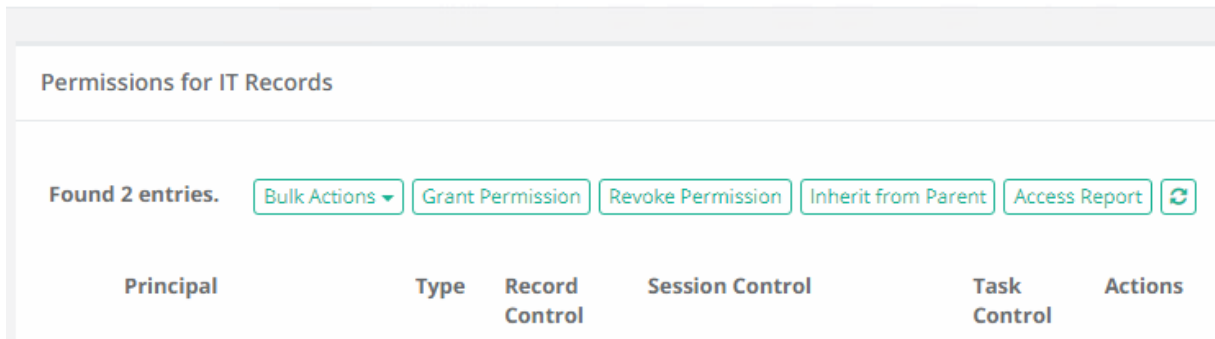 Permissions for IT Records
Found 2 entries. Bulk Actions Grant Permission Revoke Permission Inherit from Parent Access Report
Principal Type Record Control Session Control Task Control Actions